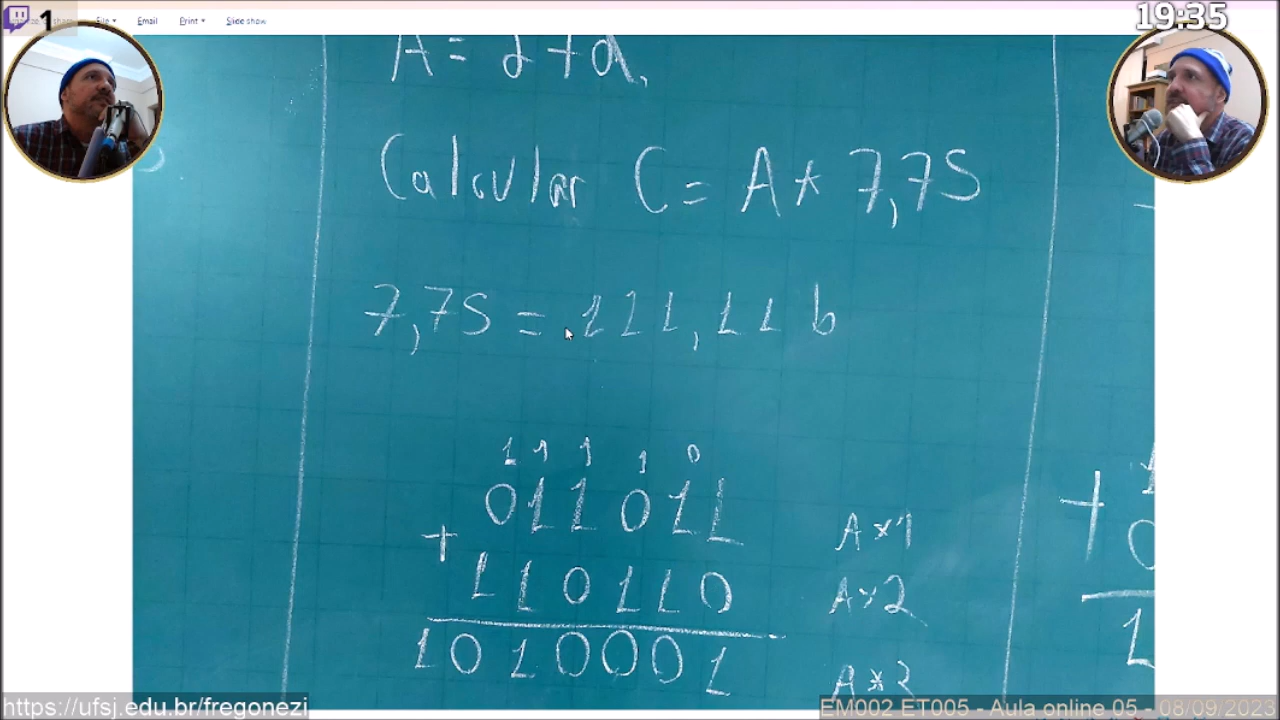 1
File ▾ Email Print ▾ Slide show
19:35
Calcular C = A * 7,75
7,75 = 111,11 b
1 1 1 1 0
011011 A*1
+ 110110 A*2
1010001 A*3
https://ufsj.edu.br/fregonezi
EM002 ET005 - Aula online 05 - 08/09/2023